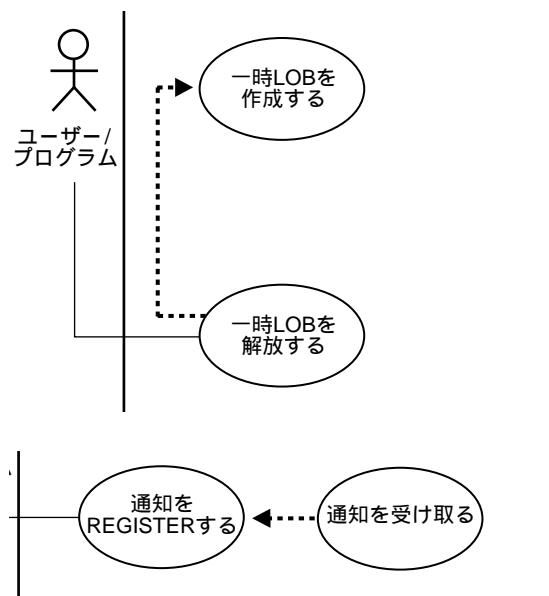 一時LOBを
作成する
ユーザー/
プログラム
一時LOBを
解放する
通知を
REGISTERする
通知を受け取る